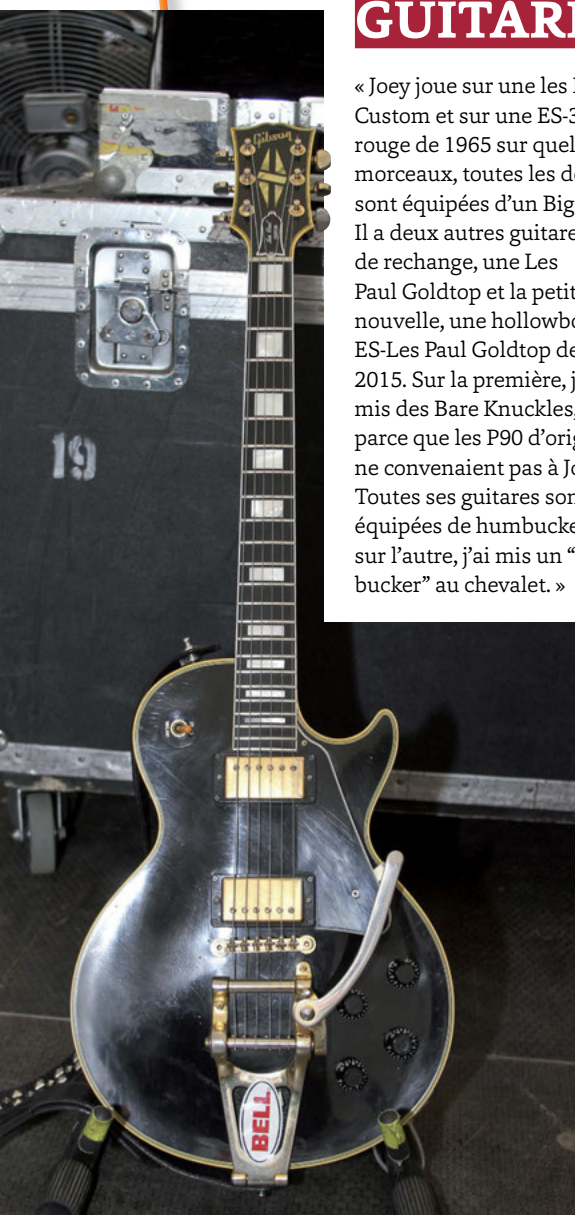 GUITAR
« Joey joue sur une les
Custom et sur une ES-3
rouge de 1965 sur quel
morceaux, toutes les de
sont équipées d’un Big
Il a deux autres guitare
de rechange, une Les
Paul Goldtop et la petit
nouvelle, une hollowbo
ES-Les Paul Goldtop de
2015. Sur la première, j
mis des Bare Knuckles,
parce que les P90 d’orig
ne convenaient pas à Jo
Toutes ses guitares son
équipées de humbucke
sur l’autre, j’ai mis un “
bucker” au chevalet. »
Gibson
19
BELL